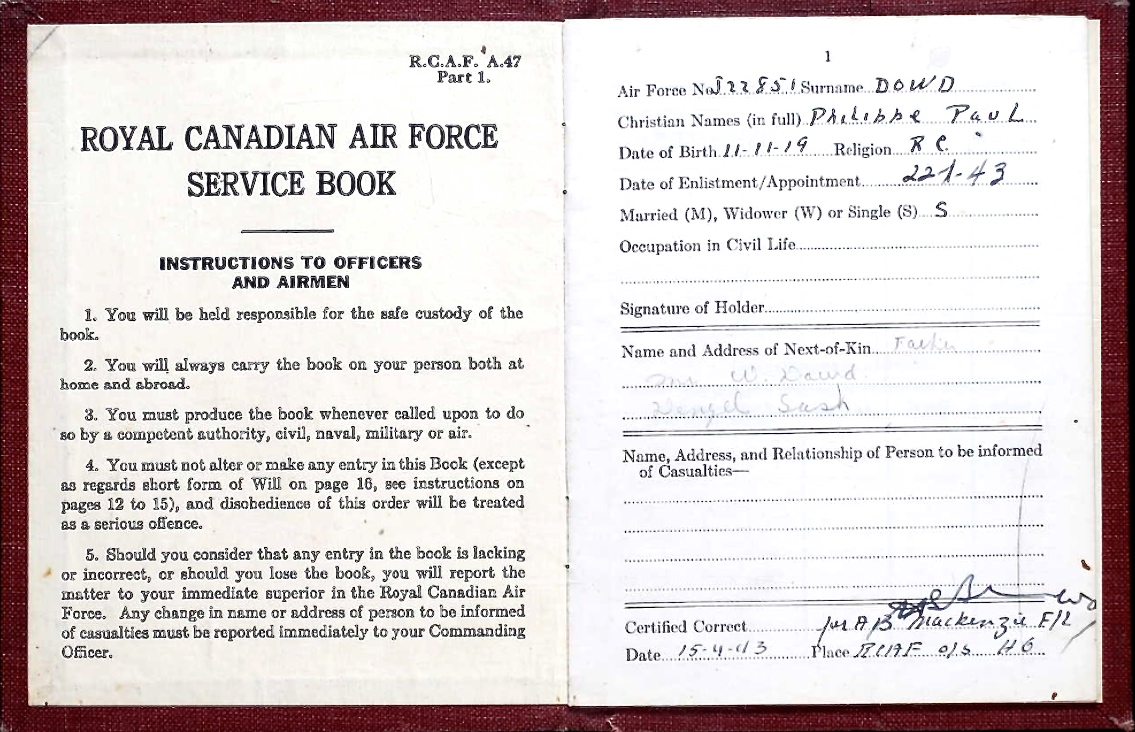 R.C.A.F. A.47
Part 1.
ROYAL CANADIAN AIR FORCE
SERVICE BOOK
INSTRUCTIONS TO OFFICERS
AND AIRMEN
1. You will be held responsible for the safe custody of the
book.
2. You will always carry the book on your person both at
home and abroad.
3. You must produce the book whenever called upon to do
so by a competent authority, civil, naval, military or air.
4. You must not alter or make any entry in this Book (except
as regards short form of Will on page 16, see instructions on
pages 12 to 15), and disobedience of this order will be treated
as a serious offence.
5. Should you consider that any entry in the book is lacking
or incorrect, or should you lose the book, you will report the
matter to your immediate superior in the Royal Canadian Air
Force. Any change in name or address of person to be informed
of casualties must be reported immediately to your Commanding
Officer.
1
Air Force No. J22851 Surname DOWD
Christian Names (in full) Philippe Paul
Date of Birth 11-11-19 Religion R C.
Date of Enlistment/Appointment 22-1-43
Married (M), Widower (W) or Single (S) S
Occupation in Civil Life
Signature of Holder
Name and Address of Next-of-Kin Father
W. Dowd
Sask
Name, Address, and Relationship of Person to be informed
of Casualties—
Certified Correct A B Mackenzie F/L
Date 15-4-43 Place RCAF o/s HQ